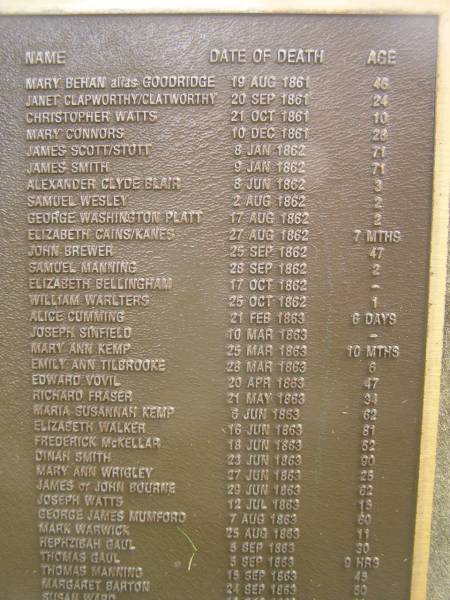 NAME DATE OF DEATH AGE
MARY BEHAN alias GOODRIDGE 19 AUG 1861 46
JANET CLAPWORTHY/CLATWORTHY 20 SEP 1861 24
CHRISTOPHER WATTS 21 OCT 1861 10
MARY CONNORS 10 DEC 1861 28
JAMES SCOTT/STOTT 8 JAN 1862 71
JAMES SMITH 9 JAN 1862 71
ALEXANDER CLYDE BLAIR 8 JUN 1862 3
SAMUEL WESLEY 2 AUG 1862 2
GEORGE WASHINGTON PLATT 17 AUG 1862 2
ELIZABETH CAINS/KANES 27 AUG 1862 7 MTHS
JOHN BREWER 25 SEP 1862 47
SAMUEL MANNING 28 SEP 1862 2
ELIZABETH BELLINGHAM 17 OCT 1862 -
WILLIAM WARLTERS 25 OCT 1862 1
ALICE CUMMING 21 FEB 1863 6 DAYS
JOSEPH SINFIELD 10 MAR 1863 -
MARY ANN KEMP 25 MAR 1863 10 MTHS
EMILY ANN TILBROOKE 28 MAR 1863 6
EDWARD VOVIL 20 APR 1863 47
RICHARD FRASER 21 MAY 1863 34
MARIA SUSANNAH KEMP 6 JUN 1863 62
ELIZABETH WALKER 16 JUN 1863 81
FREDERICK McKELLAR 18 JUN 1863 52
DINAH SMITH 23 JUN 1863 90
MARY ANN WRIGLEY 27 JUN 1863 25
JAMES or JOHN BOURNE 29 JUN 1863 62
JOSEPH WATTS 12 JUL 1863 15
GEORGE JAMES MUMFORD 7 AUG 1863 60
MARK WARWICK 25 AUG 1863 11
HEPHZIBAH GAUL 5 SEP 1863 30
THOMAS GAUL 5 SEP 1863 9 HRS
THOMAS MANNING 15 SEP 1863 45
MARGARET BARTON 24 SEP 1863 50
SUSAN WARD